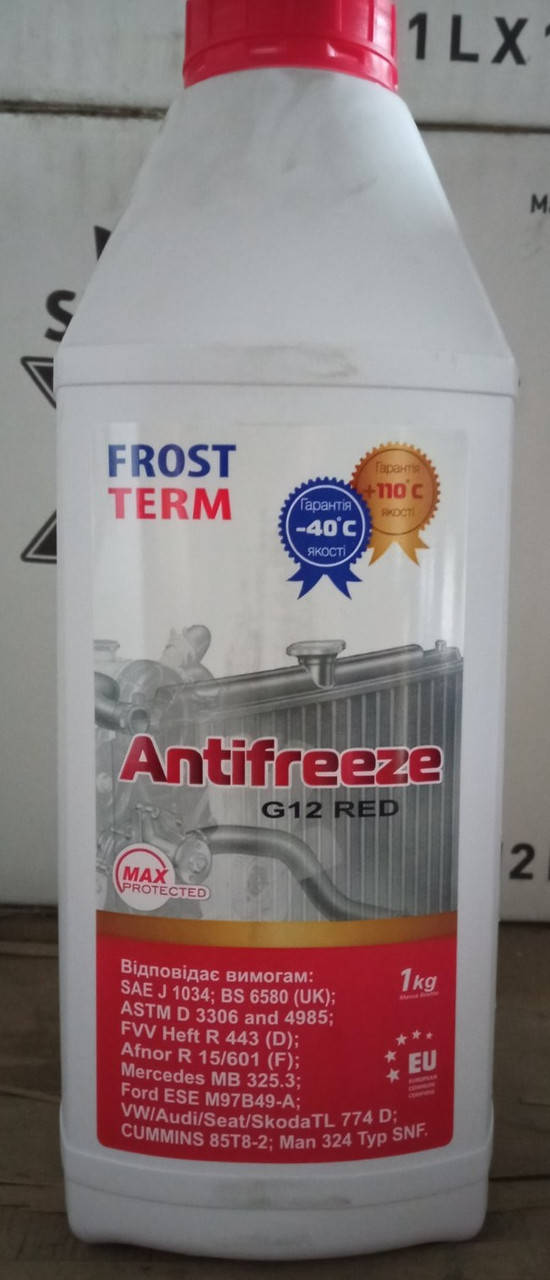 1LX1
M
S
FROST
TERM
Гарантія
+110°C
якості
Гарантія
-40°C
якості
Antifreeze
G12 RED
MAX
PROTECTED
Відповідає вимогам:
SAE J 1034; BS 6580 (UK);
ASTM D 3306 and 4985;
FVV Heft R 443 (D);
Afnor R 15/601 (F);
Mercedes MB 325.3;
Ford ESE M97B49-A;
VW/Audi/Seat/SkodaTL 774 D;
CUMMINS 85T8-2; Man 324 Typ SNF.
1kg
EU